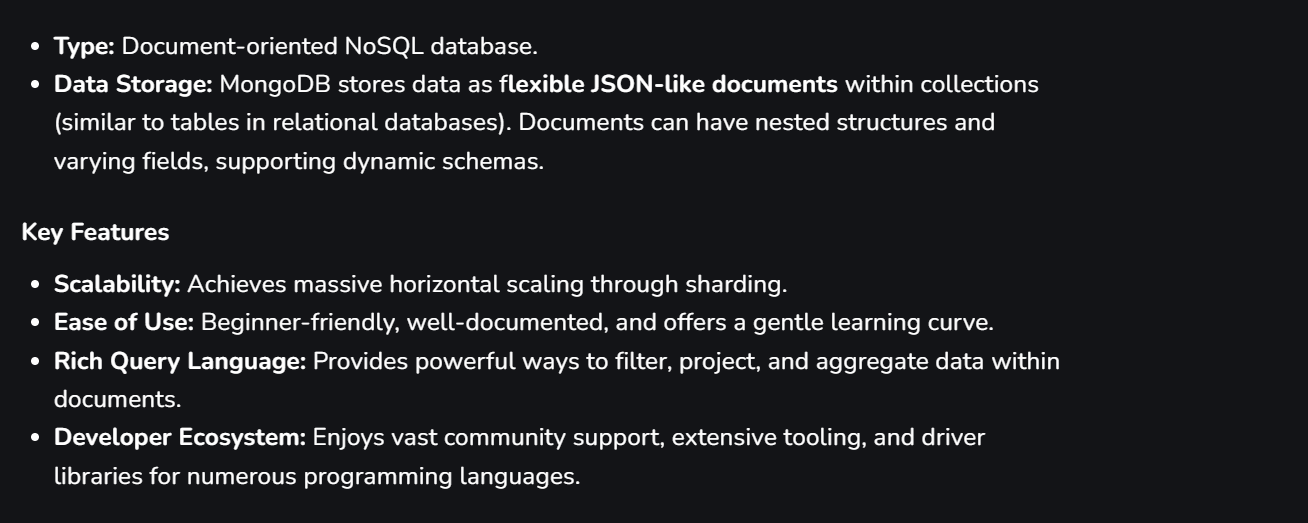 • Type: Document-oriented NoSQL database.
• Data Storage: MongoDB stores data as flexible JSON-like documents within collections
(similar to tables in relational databases). Documents can have nested structures and
varying fields, supporting dynamic schemas.
Key Features
• Scalability: Achieves massive horizontal scaling through sharding.
• Ease of Use: Beginner-friendly, well-documented, and offers a gentle learning curve.
• Rich Query Language: Provides powerful ways to filter, project, and aggregate data within
documents.
• Developer Ecosystem: Enjoys vast community support, extensive tooling, and driver
libraries for numerous programming languages.